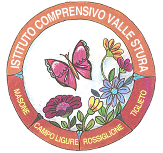 ISTITUTO COMPRENSIVO VALLE STURA
MASONE
CAMPO LIGURE
ROSSIGLIONE
TIGLIETO